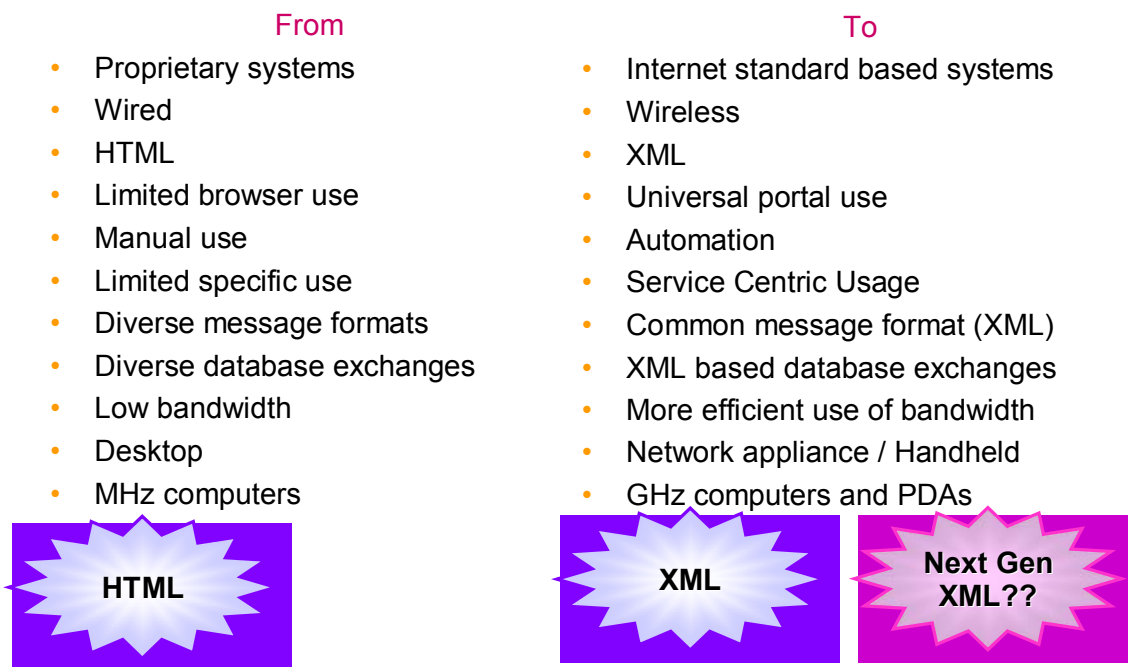 From
• Proprietary systems
• Wired
• HTML
• Limited browser use
• Manual use
• Limited specific use
• Diverse message formats
• Diverse database exchanges
• Low bandwidth
• Desktop
• MHz computers
HTML
To
• Internet standard based systems
• Wireless
• XML
• Universal portal use
• Automation
• Service Centric Usage
• Common message format (XML)
• XML based database exchanges
• More efficient use of bandwidth
• Network appliance / Handheld
• GHz computers and PDAs
XML
Next Gen
XML??